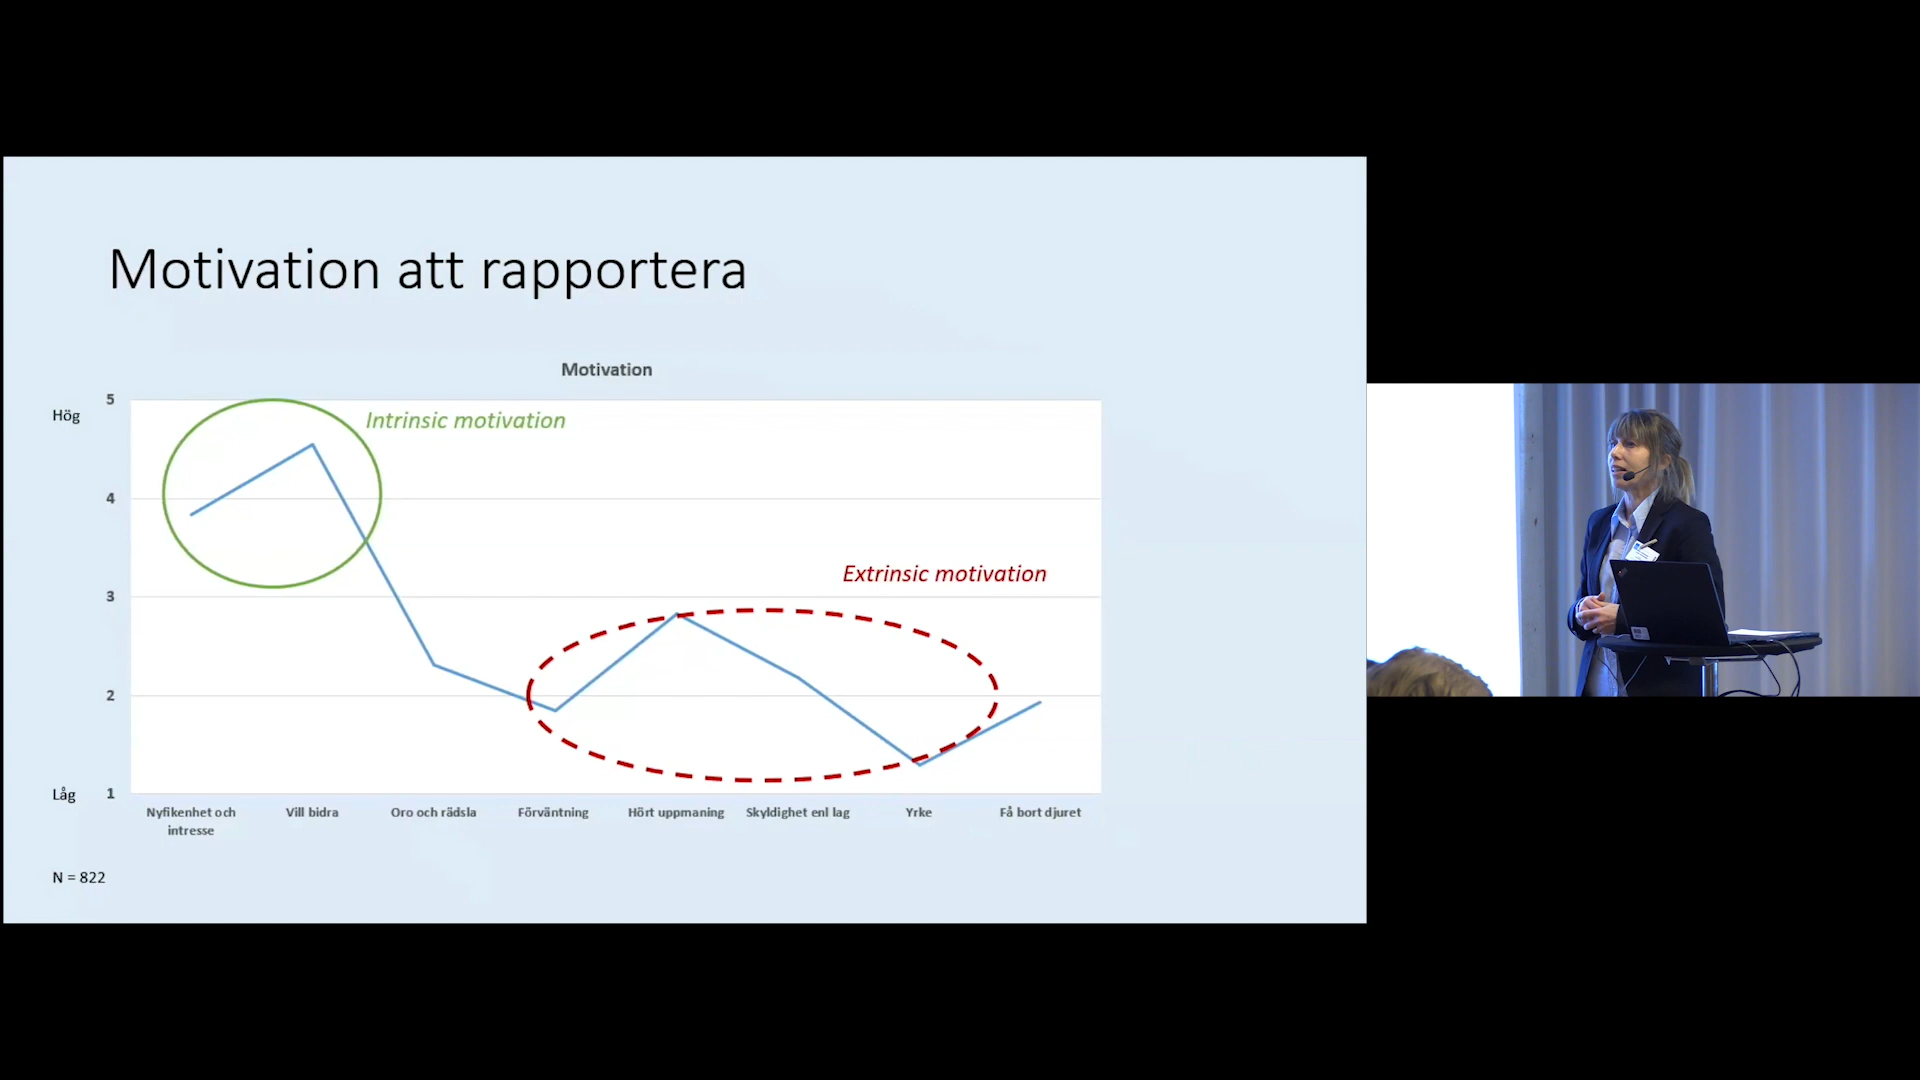 Motivation att rapportera
Motivation
Hög
5
Intrinsic motivation
4
Extrinsic motivation
3
2
Låg
1
Nyfikenhet och
intresse
Vill bidra
Oro och rädsla
Förväntning
Hört uppmaning
Skyldighet enl lag
Yrke
Få bort djuret
N = 822